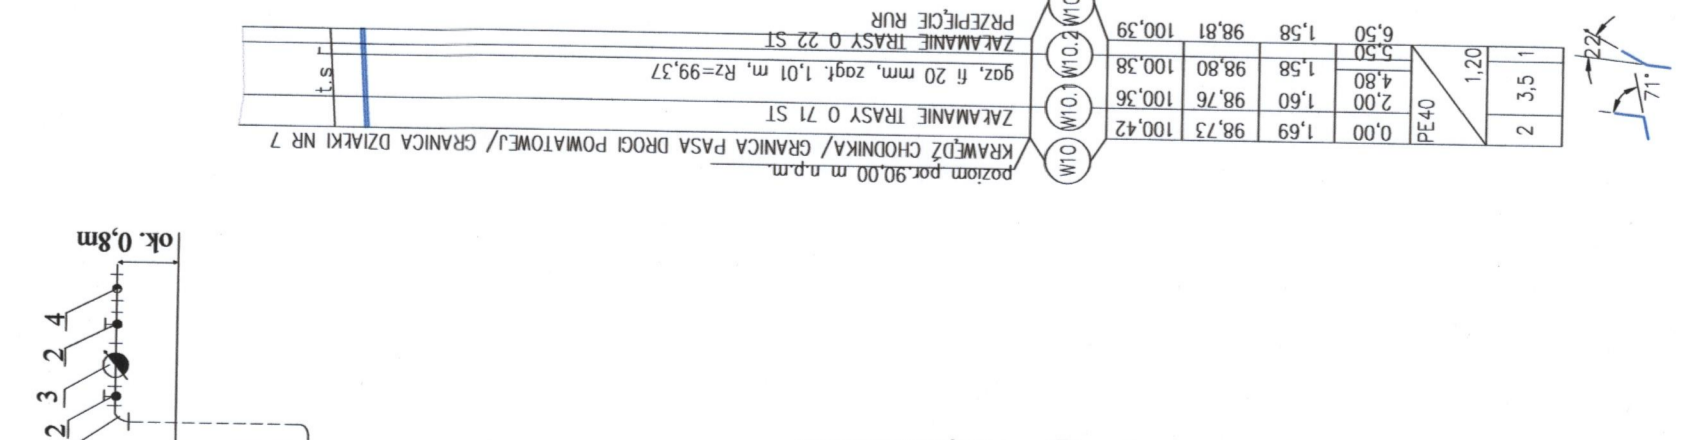 PRZEPIĘCIE RUR
ZAŁAMANIE TRASY O 22 ST
gaz, fi 20 mm, zagł. 1,01 m, Rz=99,37
ZAŁAMANIE TRASY O 71 ST
KRAWĘDŹ CHODNIKA/ GRANICA PASA DROGI POWIATOWEJ/ GRANICA DZIAŁKI NR 7
poziom por.90,00 m n.p.m.
t.s
W10
W10.1
W10.2
100,42
100,36
100,38
100,39
98,73
98,76
98,80
98,81
1,69
1,60
1,58
1,58
0,00
2,00
4,80
5,50
6,50
PE40
1,20
2
3,5
1
71°
22°
ok. 0,8m
4
2
3
2